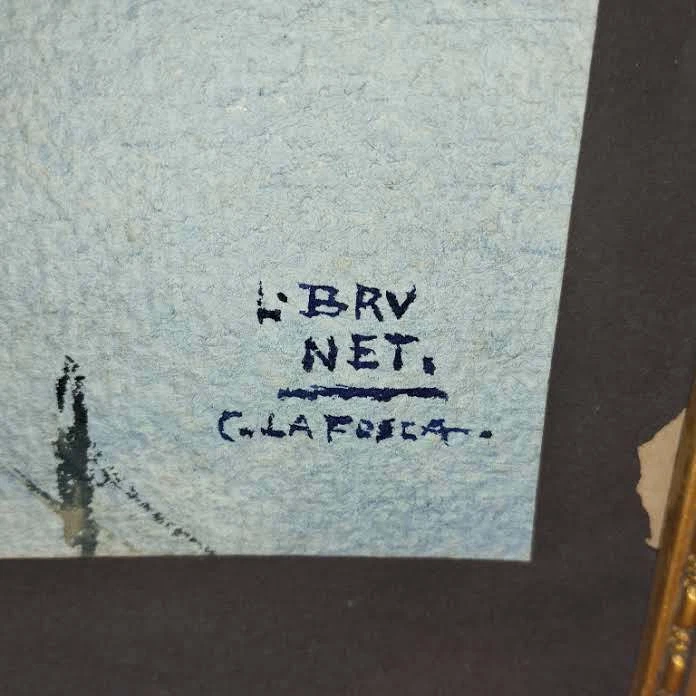 L. BRV
NET.
C. LA FOSCA.